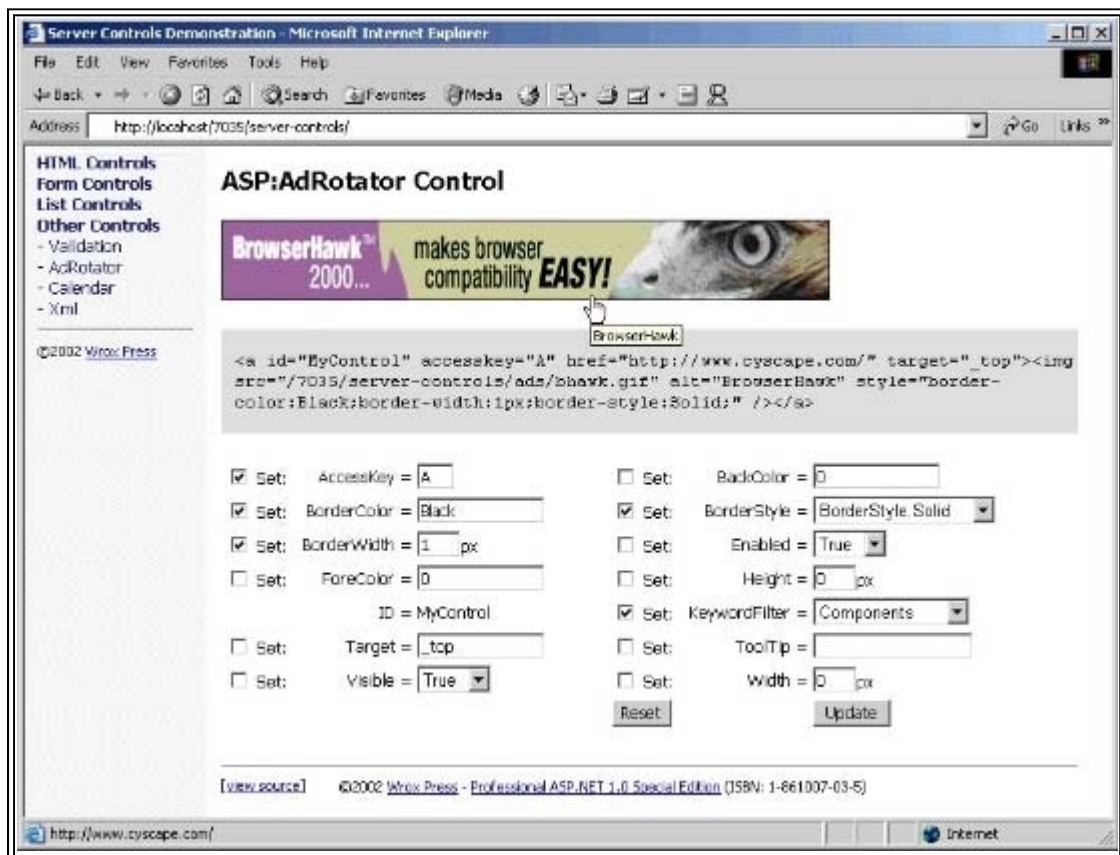 Server Controls Demonstration - Microsoft Internet Explorer
File Edit View Favorites Tools Help
Back Search Favorites Media
Address http://locahost/7035/server-controls/ Go Links »
HTML Controls
Form Controls
List Controls
Other Controls
- Validation
- AdRotator
- Calendar
- Xml
©2002 Wrox Press
ASP:AdRotator Control
BrowserHawk™ 2000...
makes browser
compatibility EASY!
BrowserHawk
<a id="MyControl" accesskey="A" href="http://www.cyscape.com/" target="_top"><img
src="/7035/server-controls/ads/bhawk.gif" alt="BrowserHawk" style="border-
color:Black;border-width:1px;border-style:Solid;" /></a>
Set: AccessKey = A Set: BackColor = 0
Set: BorderColor = Black Set: BorderStyle = BorderStyle.Solid
Set: BorderWidth = 1 px Set: Enabled = True
Set: ForeColor = 0 Set: Height = 0 px
ID = MyControl Set: KeywordFilter = Components
Set: Target = _top Set: ToolTip =
Set: Visible = True Set: Width = 0 px
Reset Update
[view source] ©2002 Wrox Press - Professional ASP.NET 1.0 Special Edition (ISBN: 1-861007-03-5)
http://www.cyscape.com/ Internet